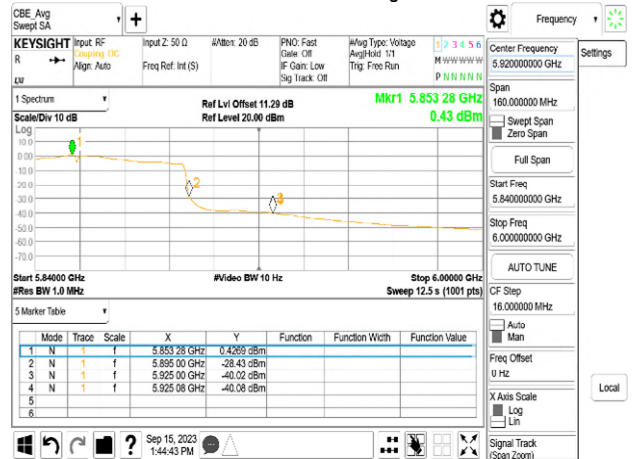 CBE_Avg
Swept SA
Frequency
KEYSIGHT
R
Input: RF
Coupling: DC
Align: Auto
Input Z: 50 Ω
Freq Ref: Int (S)
#Atten: 20 dB
PNO: Fast
Gate: Off
IF Gain: Low
Sig Track: Off
#Avg Type: Voltage
Avg|Hold: 1/1
Trig: Free Run
1 2 3 4 5 6
M W W W W W
P N N N N N
Center Frequency
5.920000000 GHz
Settings
Span
160.000000 MHz
Swept Span
Zero Span
Full Span
Start Freq
5.840000000 GHz
Stop Freq
6.000000000 GHz
AUTO TUNE
CF Step
16.000000 MHz
Auto
Man
Freq Offset
0 Hz
X Axis Scale
Log
Lin
Signal Track
(Span Zoom)
Local
1 Spectrum
Scale/Div 10 dB
Ref Lvl Offset 11.29 dB
Ref Level 20.00 dBm
Mkr1 5.853 28 GHz
0.43 dBm
Log
10.0
0.00
-10.0
-20.0
-30.0
-40.0
-50.0
-60.0
-70.0
1
2
3
Start 5.84000 GHz
#Res BW 1.0 MHz
#Video BW 10 Hz
Stop 6.00000 GHz
Sweep 12.5 s (1001 pts)
5 Marker Table
Mode Trace Scale X Y Function Function Width Function Value
1 N 1 f 5.853 28 GHz 0.4269 dBm
2 N 1 f 5.895 00 GHz -28.43 dBm
3 N 1 f 5.925 00 GHz -40.02 dBm
4 N 1 f 5.925 08 GHz -40.08 dBm
5
6
?
Sep 15, 2023
1:44:43 PM